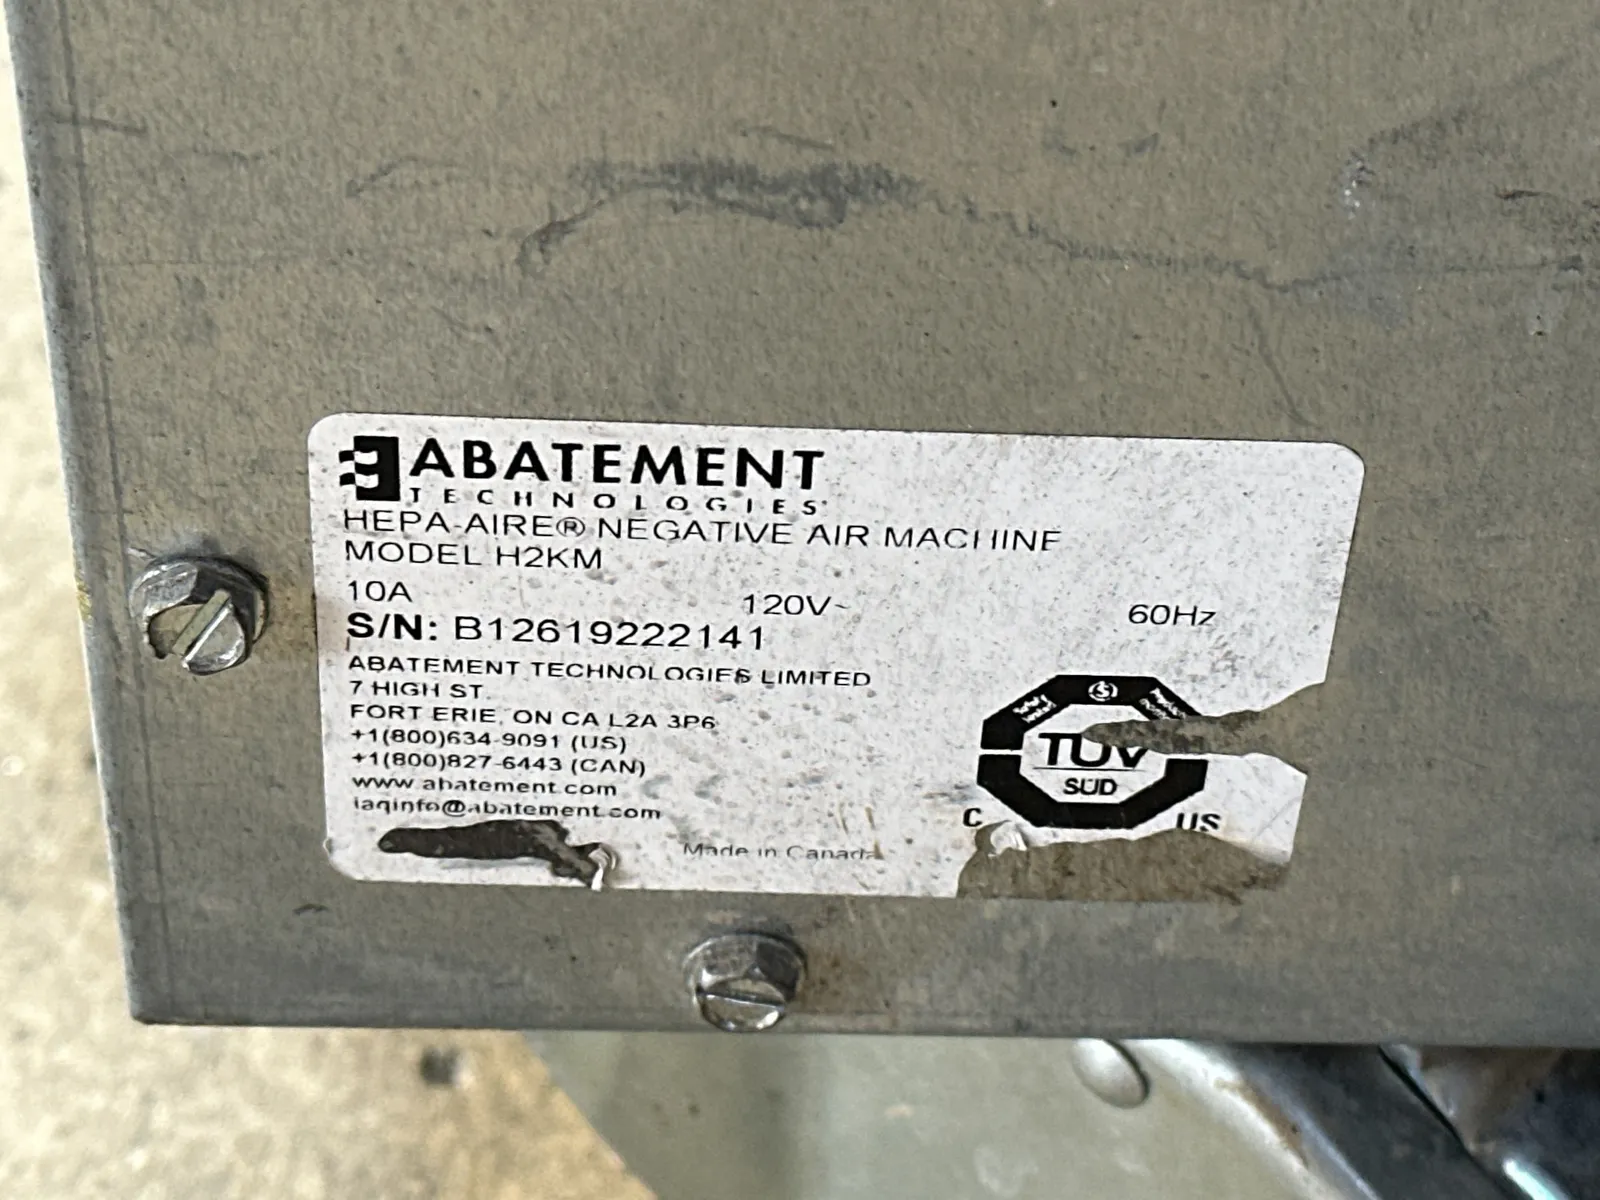 ABATEMENT
TECHNOLOGIES
HEPA-AIRE® NEGATIVE AIR MACHINE
MODEL H2KM
10A 120V~ 60Hz
S/N: B12619222141
ABATEMENT TECHNOLOGIES LIMITED
7 HIGH ST.
FORT ERIE, ON CA L2A 3P6
+1(800)634-9091 (US)
+1(800)827-6443 (CAN)
www.abatement.com
iaqinfo@abatement.com
Made in Canada
TÜV
SÜD
C US